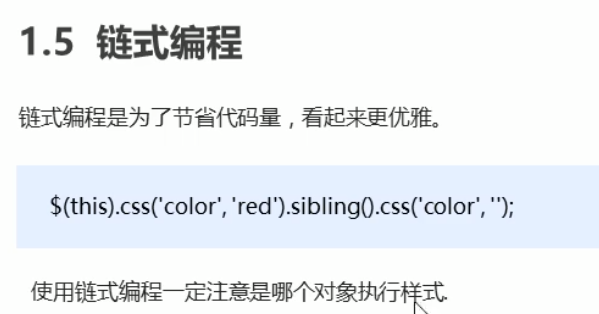 1.5 链式编程
链式编程是为了节省代码量，看起来更优雅。
$(this).css('color', 'red').sibling().css('color', '');
使用链式编程一定注意是哪个对象执行样式.